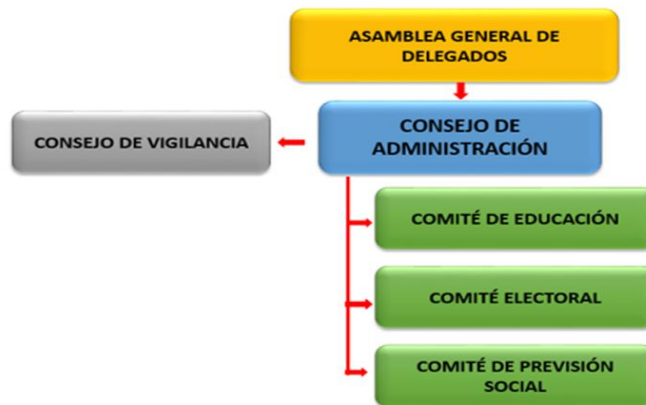 ASAMBLEA GENERAL DE
DELEGADOS
CONSEJO DE VIGILANCIA
CONSEJO DE
ADMINISTRACIÓN
COMITÉ DE EDUCACIÓN
COMITÉ ELECTORAL
COMITÉ DE PREVISIÓN
SOCIAL